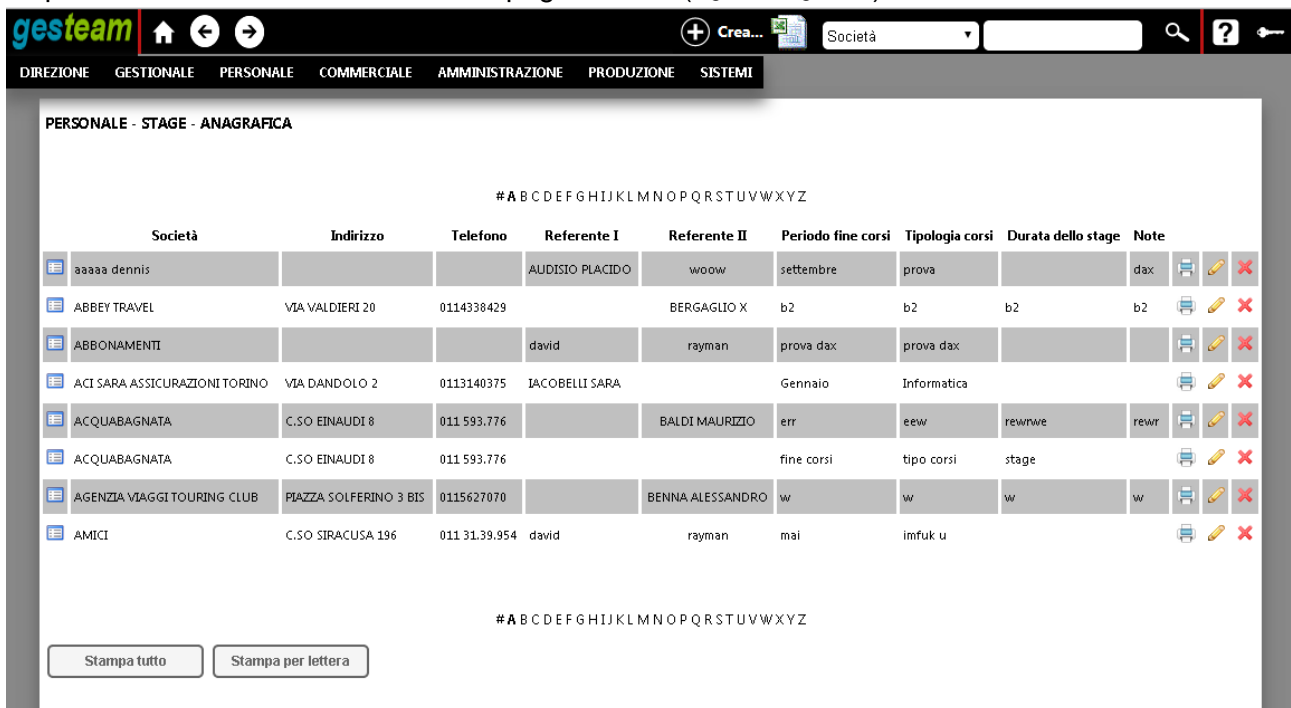 gesteam Crea... Società ?
DIREZIONE GESTIONALE PERSONALE COMMERCIALE AMMINISTRAZIONE PRODUZIONE SISTEMI
PERSONALE - STAGE - ANAGRAFICA
# A B C D E F G H I J K L M N O P Q R S T U V W X Y Z
Società Indirizzo Telefono Referente I Referente II Periodo fine corsi Tipologia corsi Durata dello stage Note
aaaaa dennis AUDISIO PLACIDO woow settembre prova dax
ABBEY TRAVEL VIA VALDIERI 20 0114338429 BERGAGLIO X b2 b2 b2 b2
ABBONAMENTI david rayman prova dax prova dax
ACI SARA ASSICURAZIONI TORINO VIA DANDOLO 2 0113140375 IACOBELLI SARA Gennaio Informatica
ACQUABAGNATA C.SO EINAUDI 8 011 593.776 BALDI MAURIZIO err eew rewrwe rewr
ACQUABAGNATA C.SO EINAUDI 8 011 593.776 fine corsi tipo corsi stage
AGENZIA VIAGGI TOURING CLUB PIAZZA SOLFERINO 3 BIS 0115627070 BENNA ALESSANDRO w w w w
AMICI C.SO SIRACUSA 196 011 31.39.954 david rayman mai imfuk u
# A B C D E F G H I J K L M N O P Q R S T U V W X Y Z
Stampa tutto Stampa per lettera